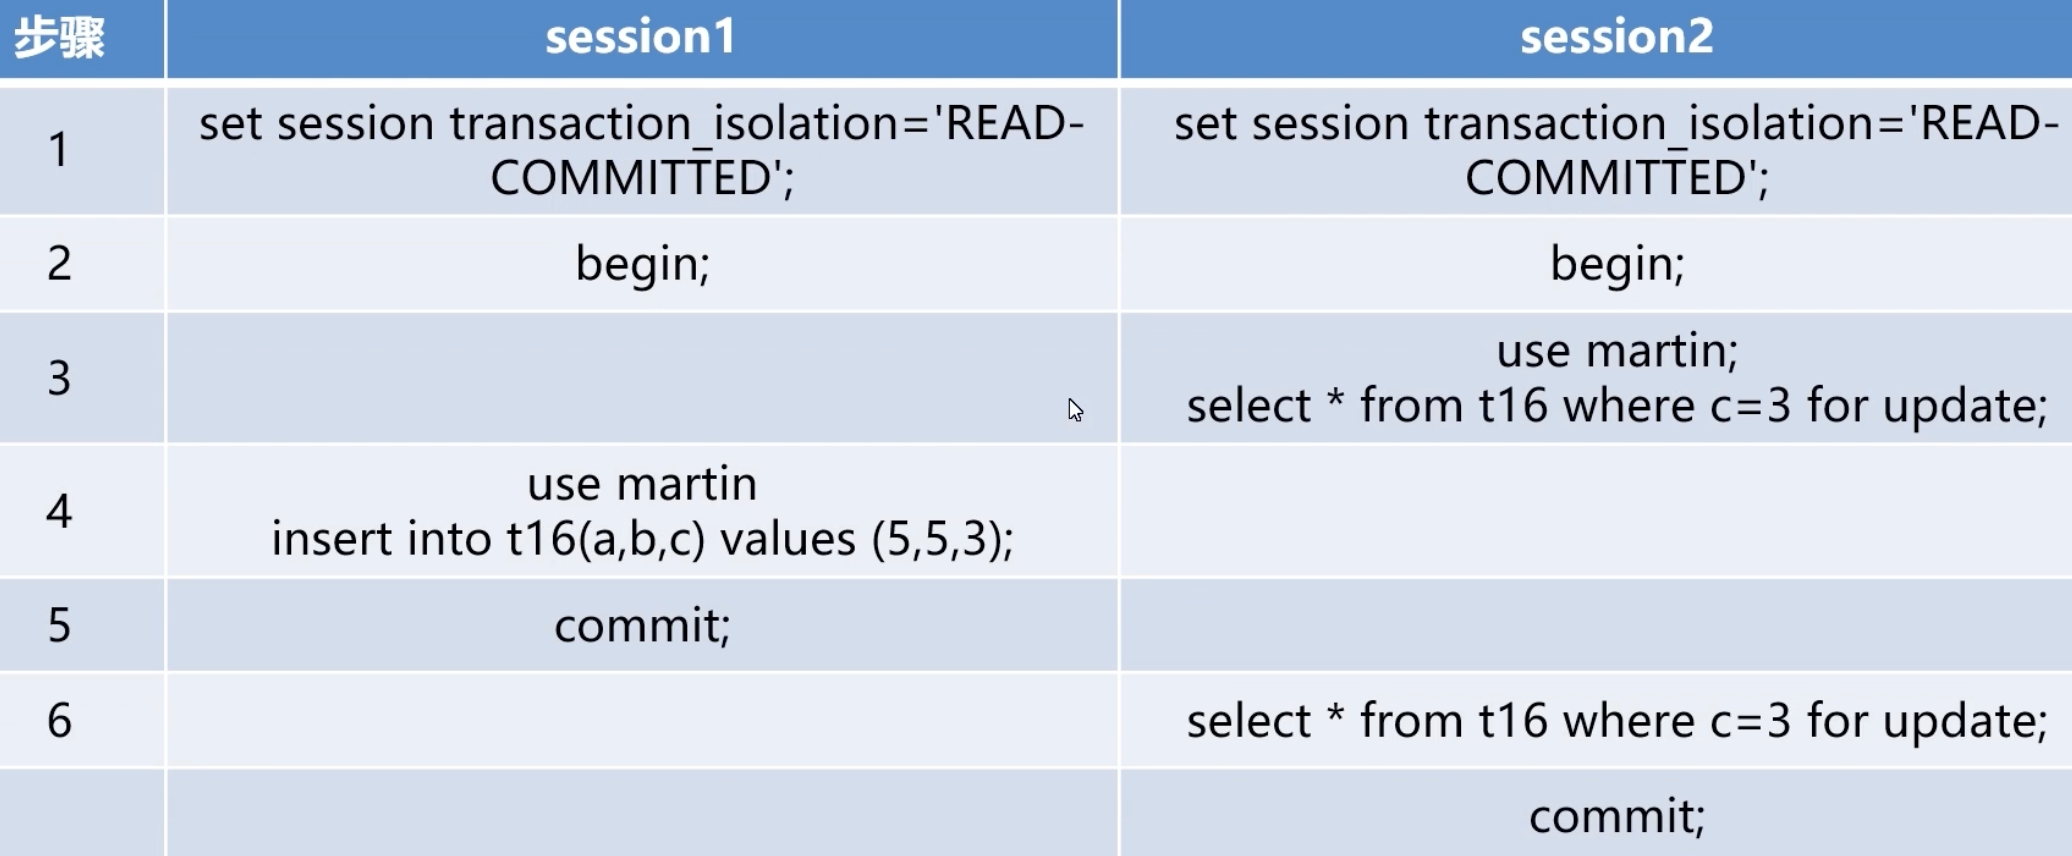 步骤 session1 session2
1 set session transaction_isolation='READ- set session transaction_isolation='READ-
COMMITTED'; COMMITTED';
2 begin; begin;
3 use martin;
select * from t16 where c=3 for update;
4 use martin
insert into t16(a,b,c) values (5,5,3);
5 commit;
6 select * from t16 where c=3 for update;
commit;